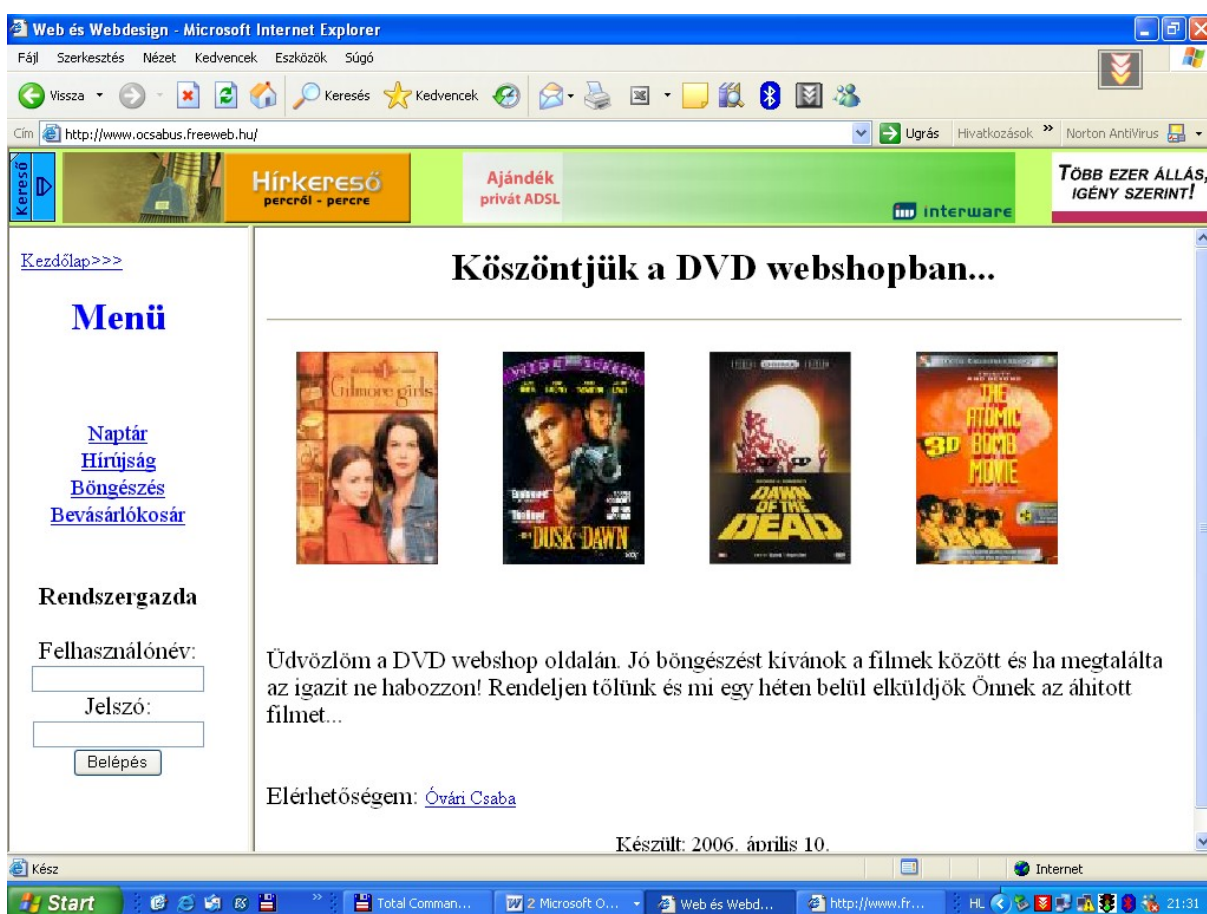 Web és Webdesign - Microsoft Internet Explorer
Fájl Szerkesztés Nézet Kedvencek Eszközök Súgó
Vissza Keresés Kedvencek
Cím http://www.ocsabus.freeweb.hu/ Ugrás Hivatkozások » Norton AntiVirus
Kereső
Hírkereső
percről - percre
Ajándék
privát ADSL
interware
TÖBB EZER ÁLLÁS,
IGÉNY SZERINT!
Kezdőlap>>>
Menü
Naptár
Hírújság
Böngészés
Bevásárlókosár
Rendszergazda
Felhasználónév:
Jelszó:
Belépés
Köszöntjük a DVD webshopban...
Gilmore girls
WIDE SCREEN
DUSK DAWN
DAWN
OF THE
DEAD
THE
ATOMIC
BOMB
MOVIE
3D
Üdvözlöm a DVD webshop oldalán. Jó böngészést kívánok a filmek között és ha megtalálta
az igazit ne habozzon! Rendeljen tőlünk és mi egy héten belül elküldjök Önnek az áhitott
filmet...
Elérhetőségem: Óvári Csaba
Készült: 2006. április 10.
Kész Internet
Start » Total Comman... 2 Microsoft O... Web és Webd... http://www.fr... HL 21:31